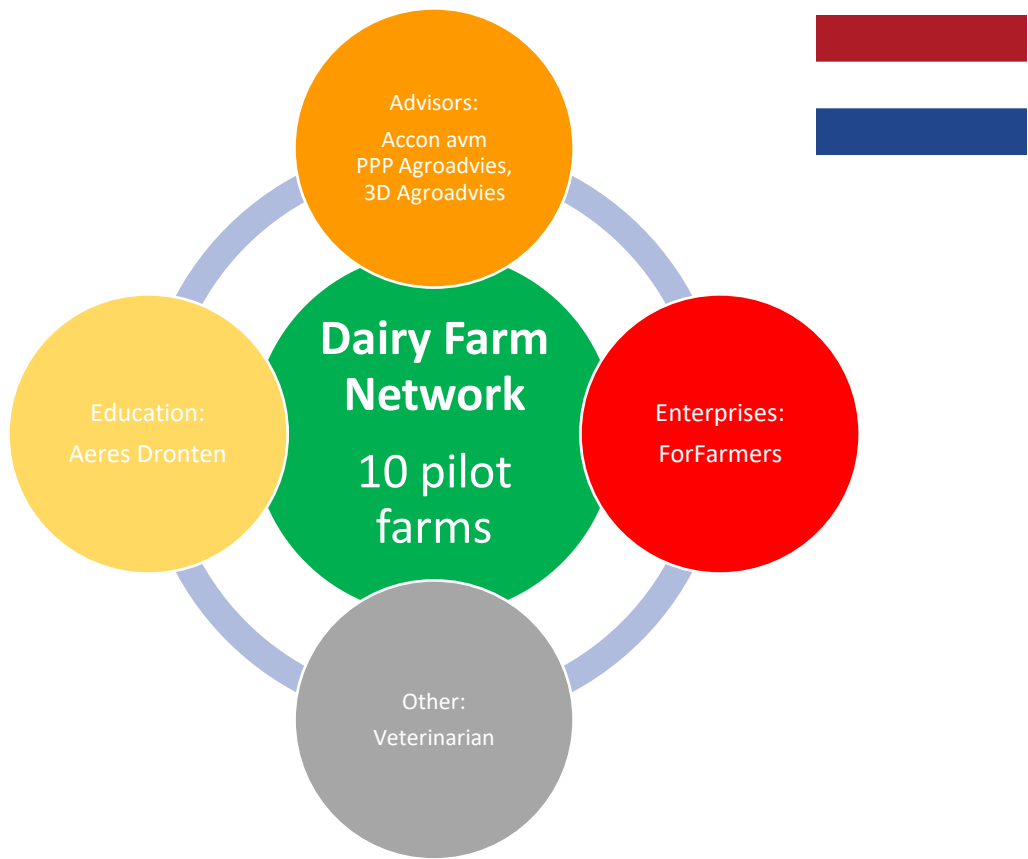 Advisors:
Accon avm
PPP Agroadvies,
3D Agroadvies
Dairy Farm
Network
10 pilot
farms
Education:
Aeres Dronten
Enterprises:
ForFarmers
Other:
Veterinarian